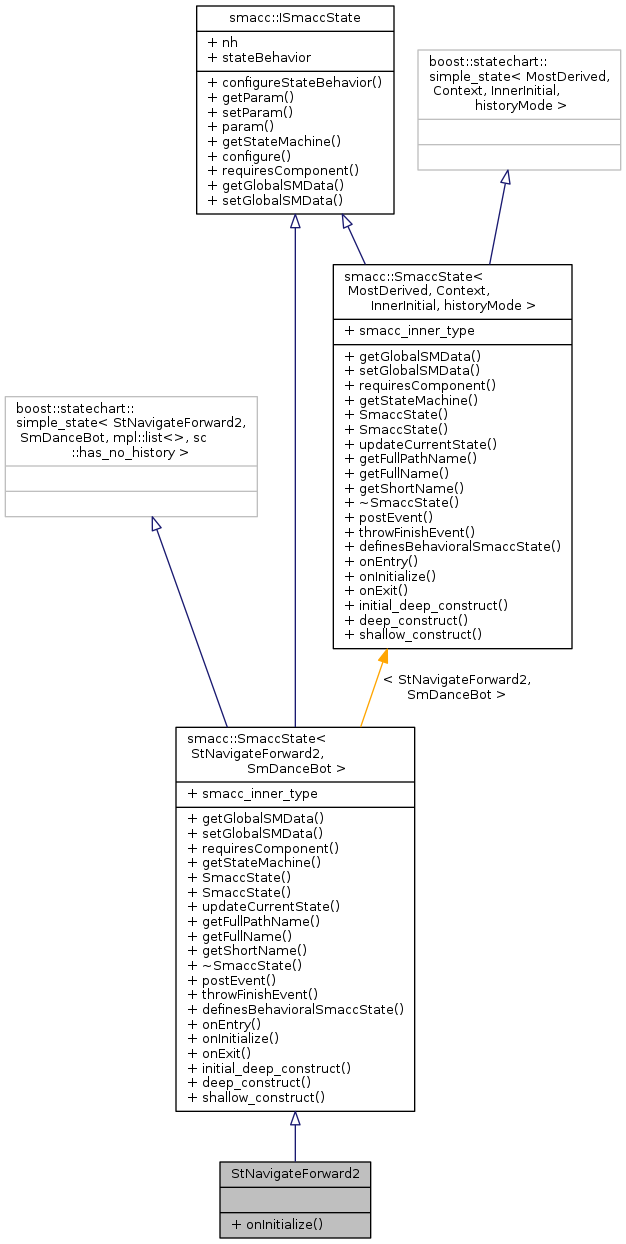 smacc::ISmaccState
+ nh
+ stateBehavior
+ configureStateBehavior()
+ getParam()
+ setParam()
+ param()
+ getStateMachine()
+ configure()
+ requiresComponent()
+ getGlobalSMData()
+ setGlobalSMData()
boost::statechart::
simple_state< MostDerived,
Context, InnerInitial,
historyMode >
smacc::SmaccState<
MostDerived, Context,
InnerInitial, historyMode >
+ smacc_inner_type
+ getGlobalSMData()
+ setGlobalSMData()
+ requiresComponent()
+ getStateMachine()
+ SmaccState()
+ SmaccState()
+ updateCurrentState()
+ getFullPathName()
+ getFullName()
+ getShortName()
+ ~SmaccState()
+ postEvent()
+ throwFinishEvent()
+ definesBehavioralSmaccState()
+ onEntry()
+ onInitialize()
+ onExit()
+ initial_deep_construct()
+ deep_construct()
+ shallow_construct()
boost::statechart::
simple_state< StNavigateForward2,
SmDanceBot, mpl::list<>, sc
::has_no_history >
< StNavigateForward2,
SmDanceBot >
smacc::SmaccState<
StNavigateForward2,
SmDanceBot >
+ smacc_inner_type
+ getGlobalSMData()
+ setGlobalSMData()
+ requiresComponent()
+ getStateMachine()
+ SmaccState()
+ SmaccState()
+ updateCurrentState()
+ getFullPathName()
+ getFullName()
+ getShortName()
+ ~SmaccState()
+ postEvent()
+ throwFinishEvent()
+ definesBehavioralSmaccState()
+ onEntry()
+ onInitialize()
+ onExit()
+ initial_deep_construct()
+ deep_construct()
+ shallow_construct()
StNavigateForward2
+ onInitialize()